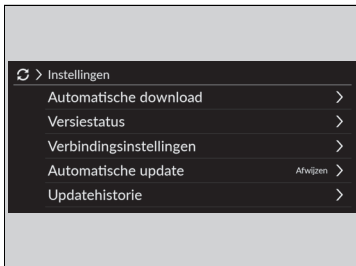 Instellingen
Automatische download
Versiestatus
Verbindingsinstellingen
Automatische update Afwijzen
Updatehistorie